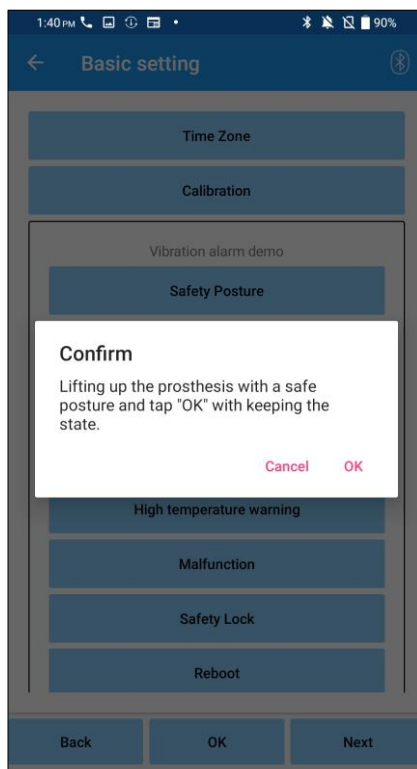 1:40 PM 90%
Basic setting
Time Zone
Calibration
Vibration alarm demo
Safety Posture
Confirm
Lifting up the prosthesis with a safe
posture and tap "OK" with keeping the
state.
Cancel OK
High temperature warning
Malfunction
Safety Lock
Reboot
Back OK Next